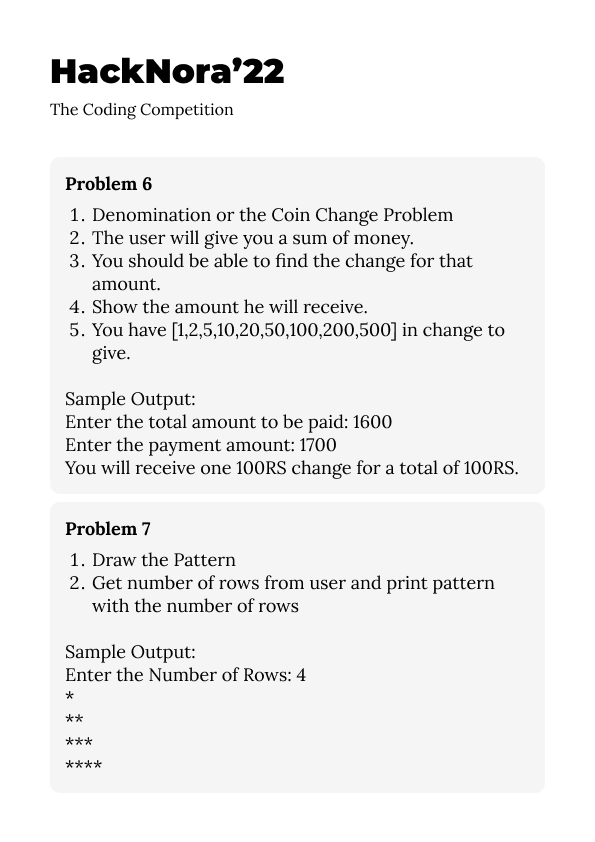 HackNora’22
The Coding Competition
Problem 6
1. Denomination or the Coin Change Problem
2. The user will give you a sum of money.
3. You should be able to find the change for that
amount.
4. Show the amount he will receive.
5. You have [1,2,5,10,20,50,100,200,500] in change to
give.
Sample Output:
Enter the total amount to be paid: 1600
Enter the payment amount: 1700
You will receive one 100RS change for a total of 100RS.
Problem 7
1. Draw the Pattern
2. Get number of rows from user and print pattern
with the number of rows
Sample Output:
Enter the Number of Rows: 4
*
**
***
****